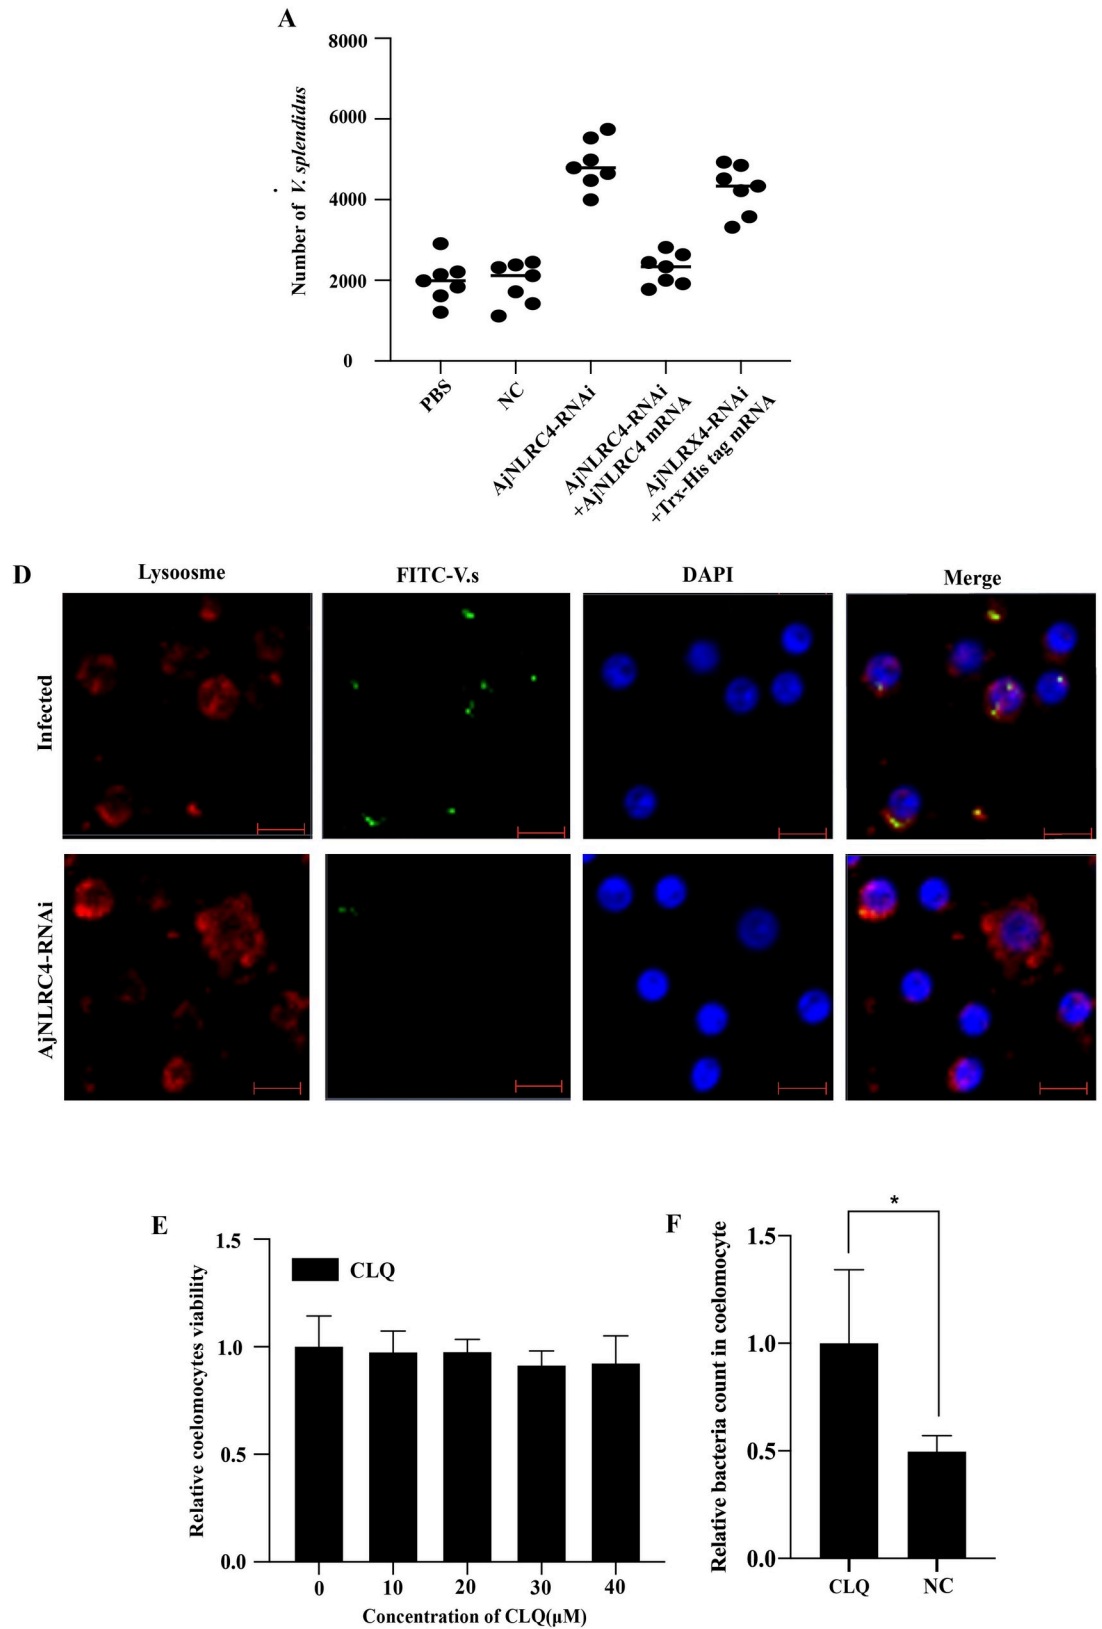 A
8000
6000
4000
2000
0
Number of V. splendidus
PBS
NC
AjNLRC4-RNAi
AjNLRC4-RNAi
+AjNLRC4 mRNA
AjNLRX4-RNAi
+Trx-His tag mRNA
D
Lysoosme
FITC-V.s
DAPI
Merge
Infected
AjNLRC4-RNAi
E
1.5
1.0
0.5
0.0
Relative coelomocytes viability
CLQ
0
10
20
30
40
Concentration of CLQ(μM)
F
*
1.5
1.0
0.5
0.0
Relative bacteria count in coelomocyte
CLQ
NC